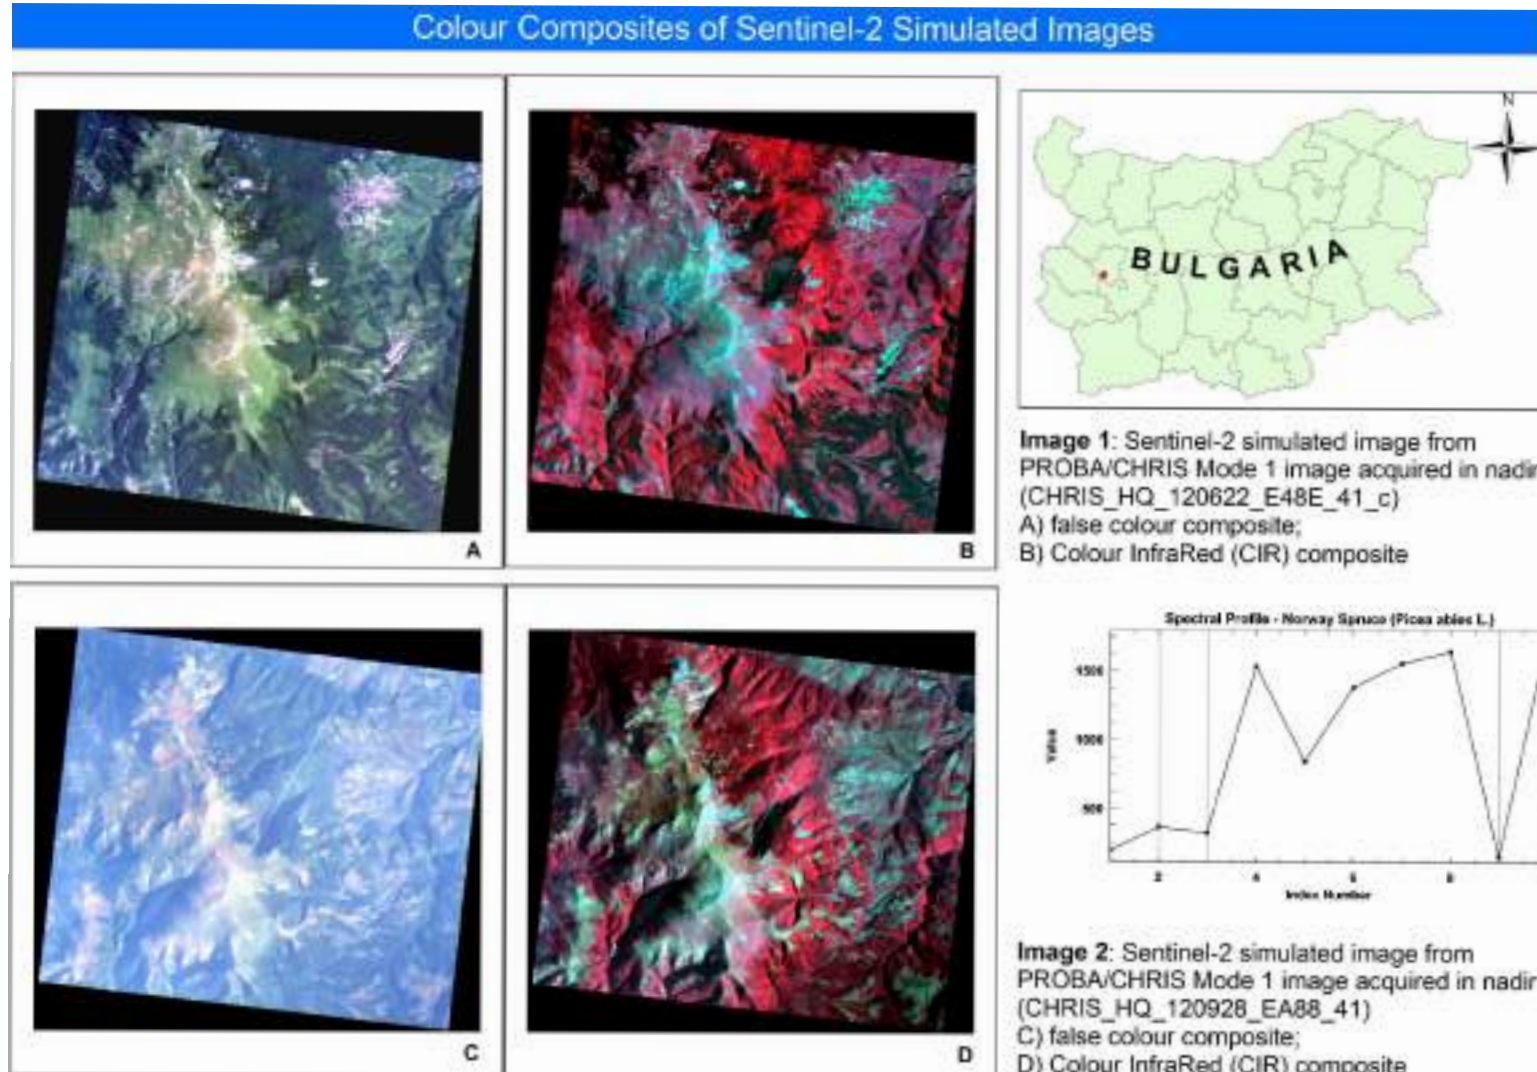 Colour Composites of Sentinel-2 Simulated Images
A
B
N
BULGARIA
Image 1: Sentinel-2 simulated image from
PROBA/CHRIS Mode 1 image acquired in nadir
(CHRIS_HQ_120622_E48E_41_c)
A) false colour composite;
B) Colour InfraRed (CIR) composite
C
D
Spectral Profile - Norway Spruce (Picea abies L.)
1500
1000
500
Value
2 4 6 8
Index Number
Image 2: Sentinel-2 simulated image from
PROBA/CHRIS Mode 1 image acquired in nadir
(CHRIS_HQ_120928_EA88_41)
C) false colour composite;
D) Colour InfraRed (CIR) composite